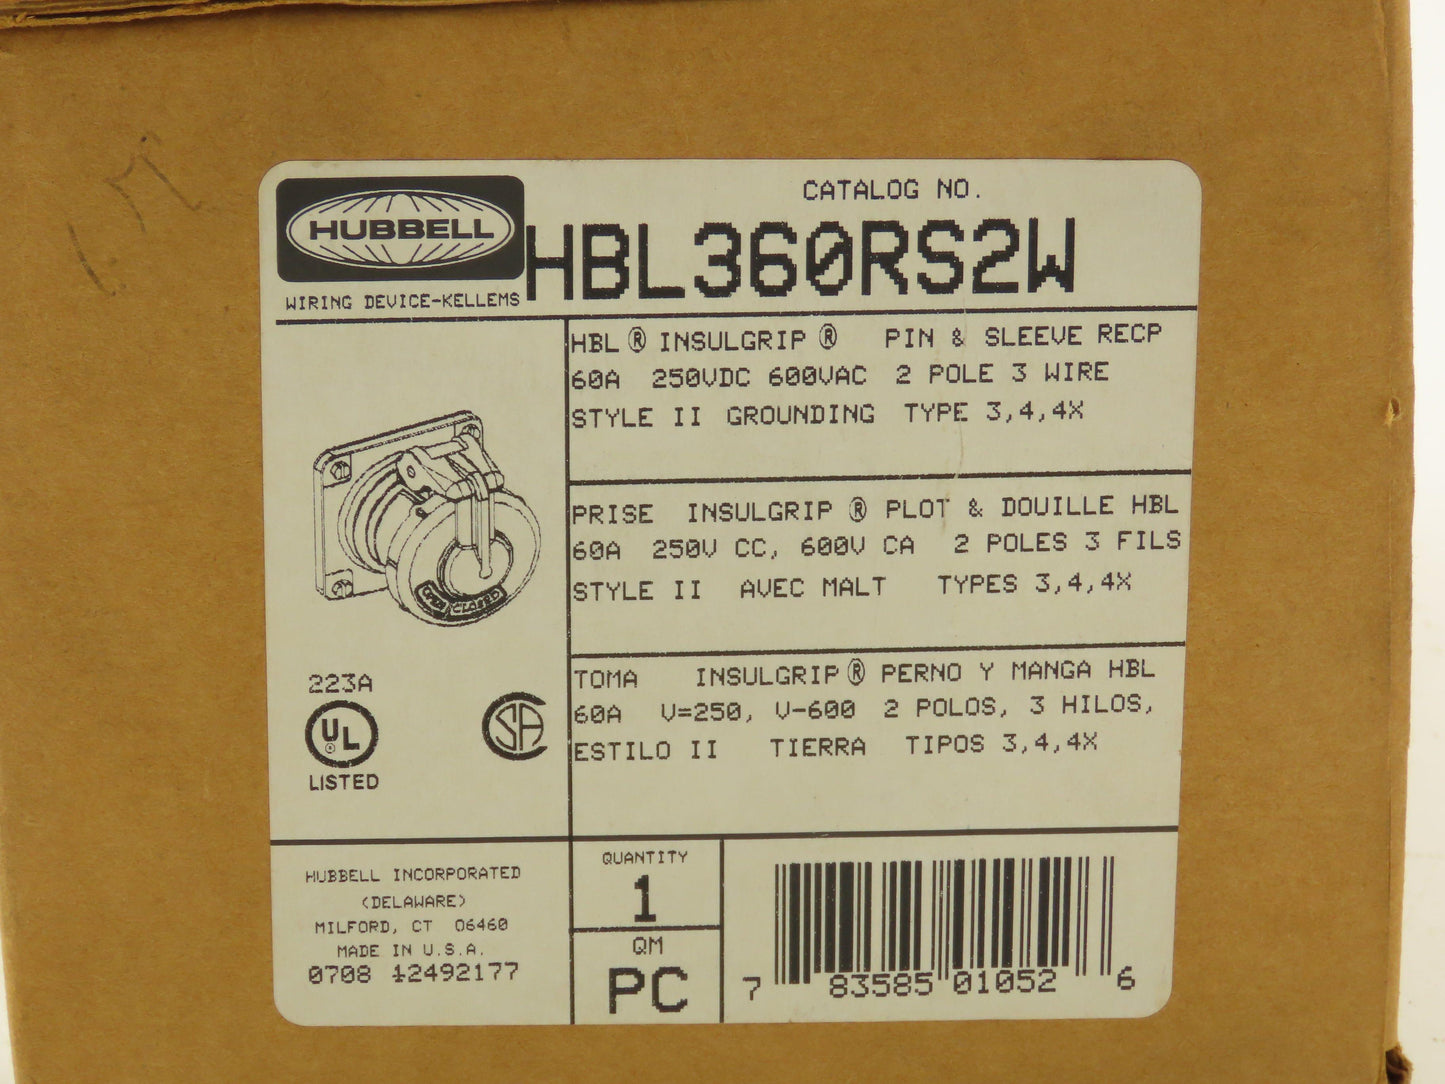 HUBBELL
WIRING DEVICE-KELLEMS
CATALOG NO.
HBL360RS2W
HBL® INSULGRIP® PIN & SLEEVE RECP
60A 250VDC 600VAC 2 POLE 3 WIRE
STYLE II GROUNDING TYPE 3,4,4X
PRISE INSULGRIP® PLOT & DOUILLE HBL
60A 250V CC, 600V CA 2 POLES 3 FILS
STYLE II AVEC MALT TYPES 3,4,4X
TOMA INSULGRIP® PERNO Y MANGA HBL
60A V=250, V-600 2 POLOS, 3 HILOS,
ESTILO II TIERRA TIPOS 3,4,4X
CLOSED
223A
UL
®
LISTED
SA
HUBBELL INCORPORATED
(DELAWARE)
MILFORD, CT 06460
MADE IN U.S.A.
0708 12492177
QUANTITY
1
QM
PC
7 83585 01052 6